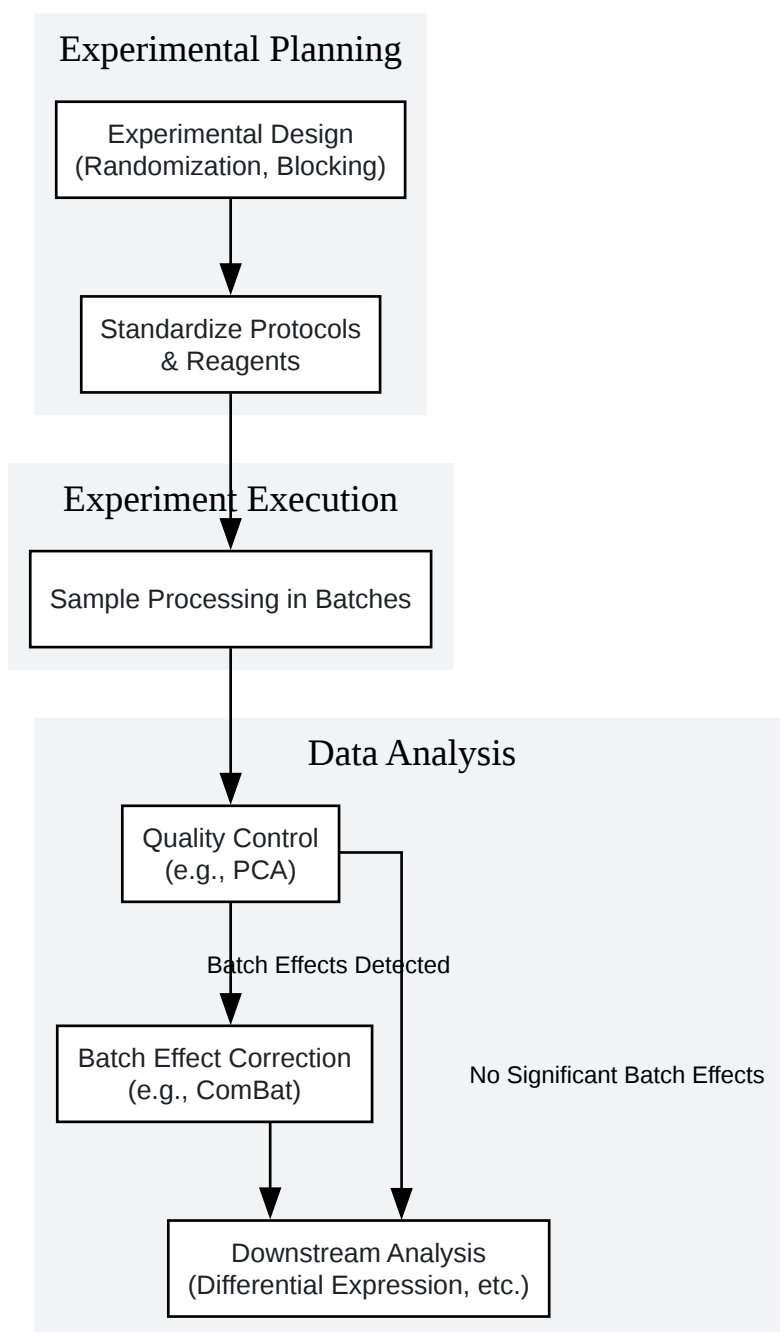 Experimental Planning
Experimental Design
(Randomization, Blocking)
Standardize Protocols
& Reagents
Experiment Execution
Sample Processing in Batches
Data Analysis
Quality Control
(e.g., PCA)
Batch Effects Detected
Batch Effect Correction
(e.g., ComBat)
No Significant Batch Effects
Downstream Analysis
(Differential Expression, etc.)